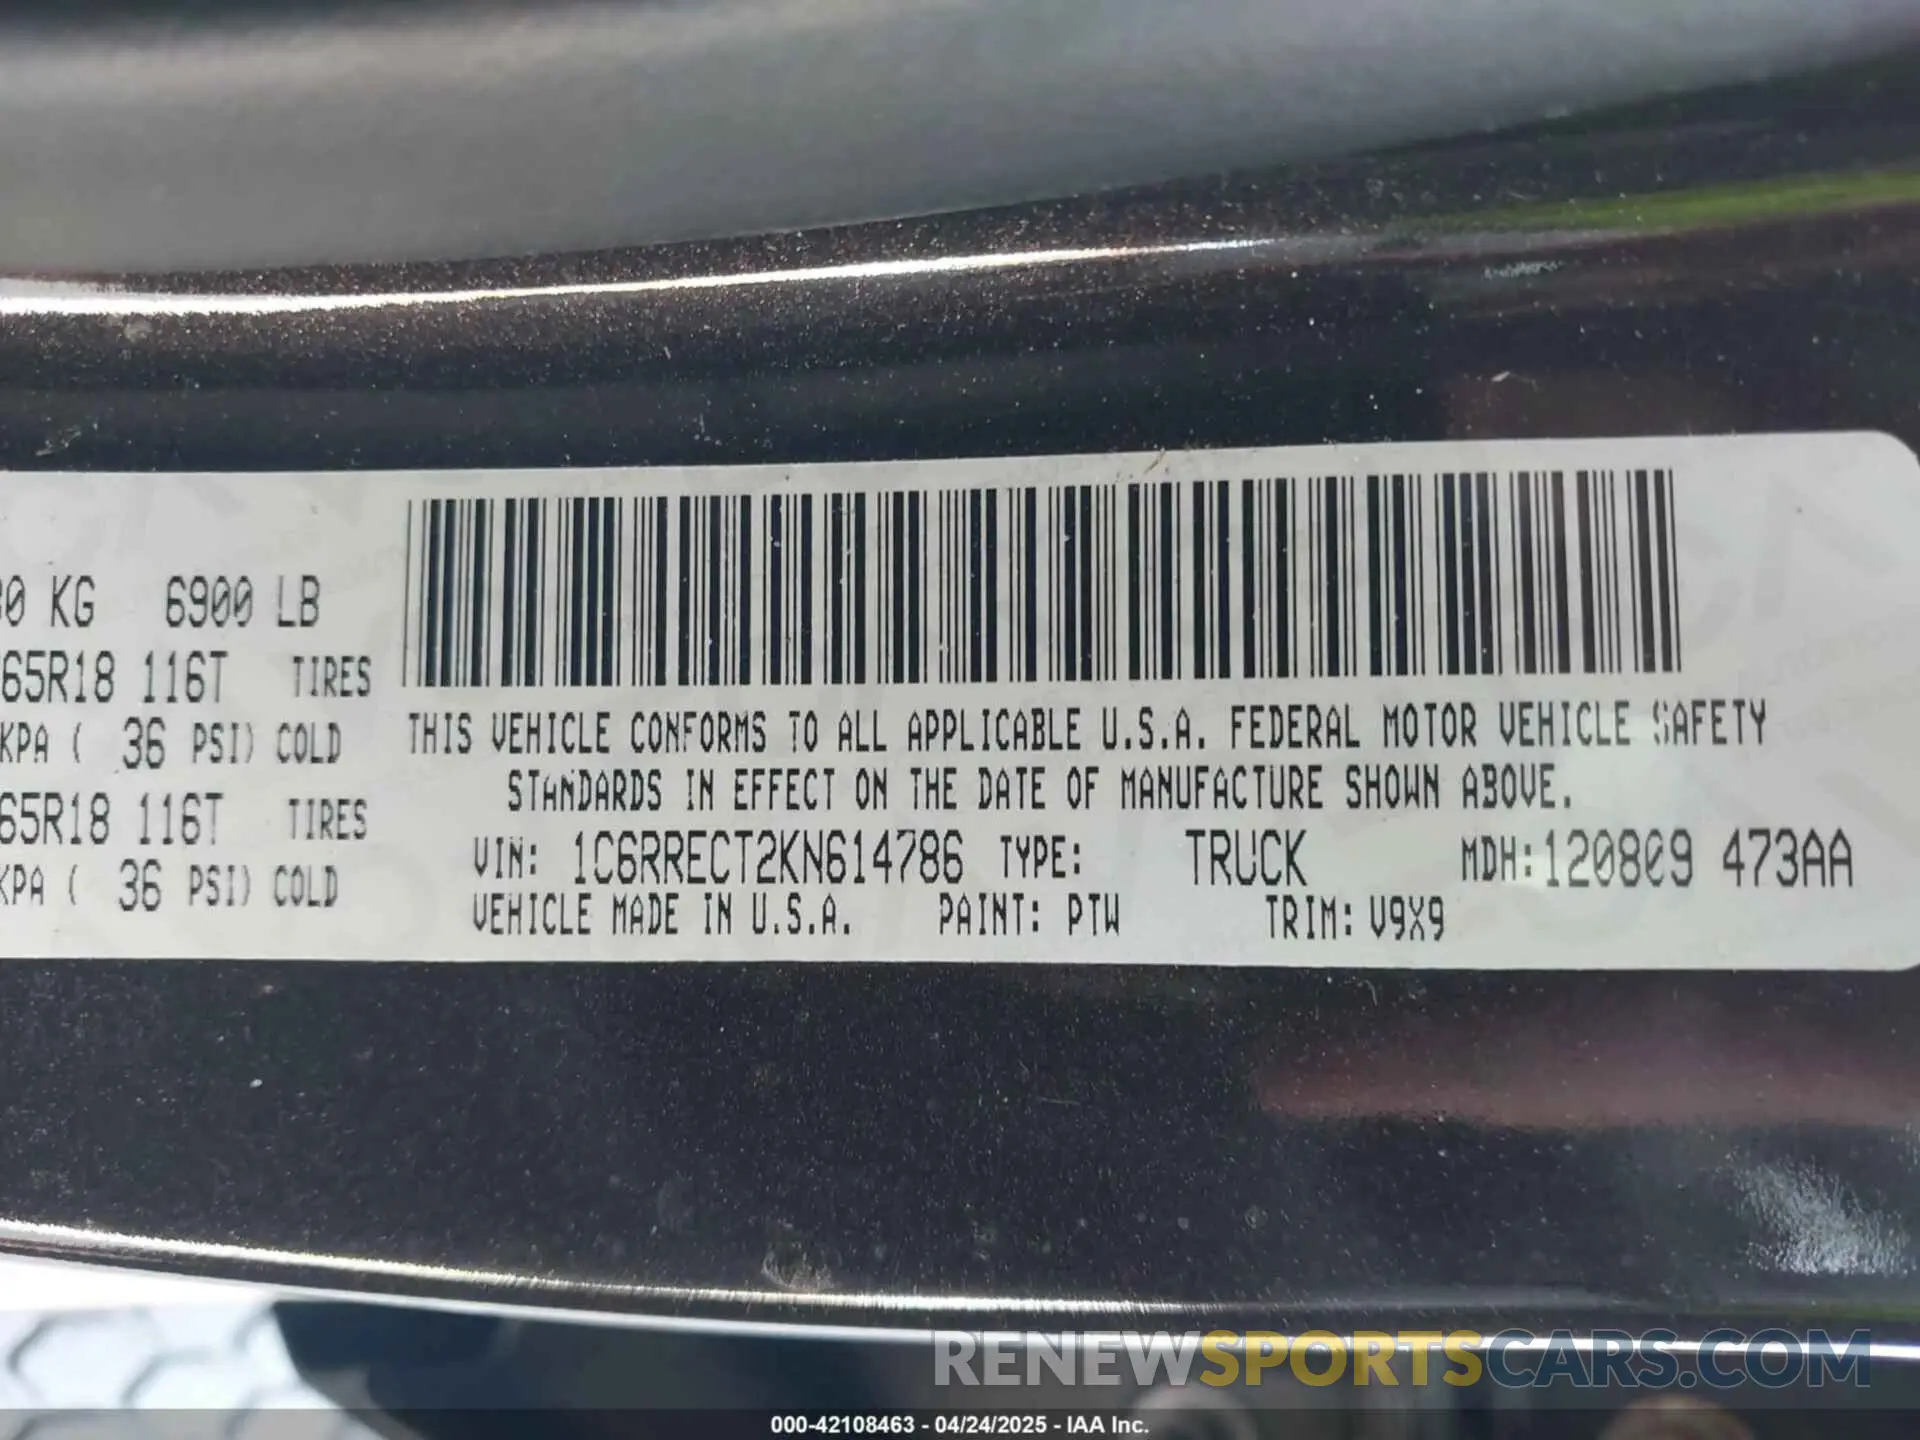 KG 6900 LB
65R18 116T TIRES
KPA ( 36 PSI) COLD
65R18 116T TIRES
KPA ( 36 PSI) COLD
THIS VEHICLE CONFORMS TO ALL APPLICABLE U.S.A. FEDERAL MOTOR VEHICLE SAFETY
STANDARDS IN EFFECT ON THE DATE OF MANUFACTURE SHOWN ABOVE.
VIN: 1C6RRECT2KN614786 TYPE: TRUCK MDH:120809 473AA
VEHICLE MADE IN U.S.A. PAINT: PTW TRIM: V9X9
RENEWSPORTSCARS.COM
000-42108463 - 04/24/2025 - IAA Inc.